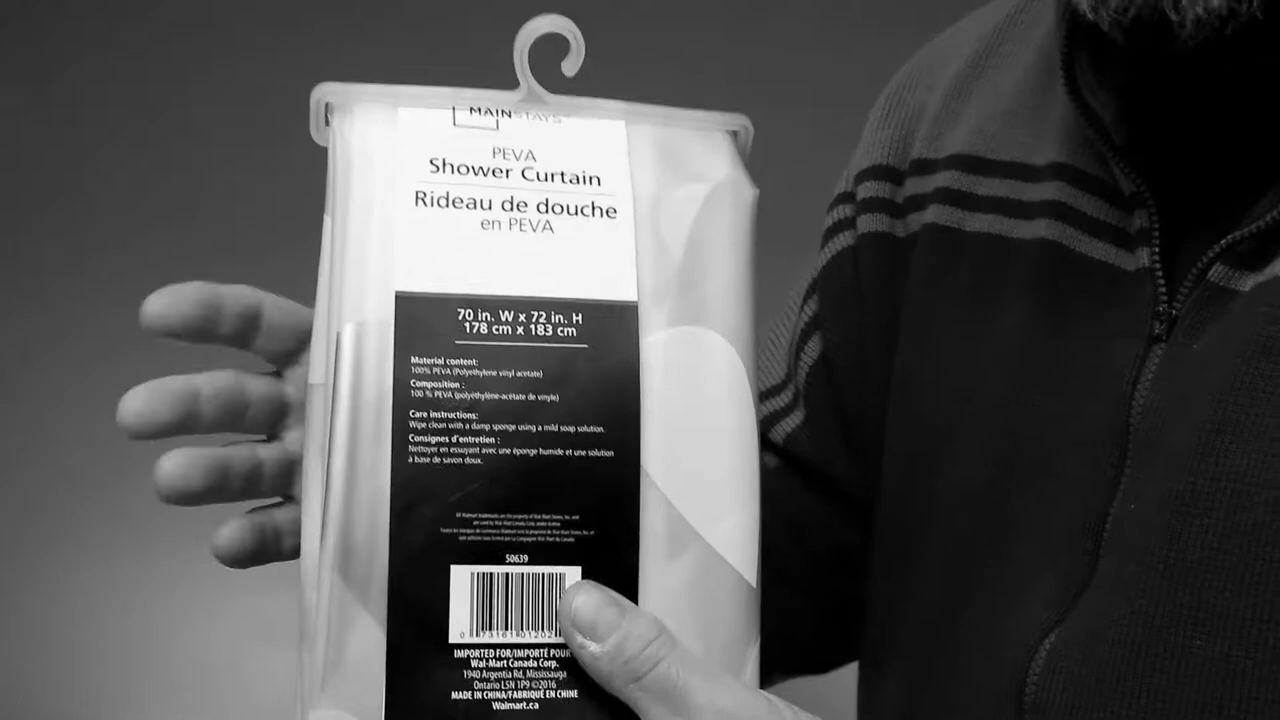 MAINSTAYS
PEVA
Shower Curtain
Rideau de douche
en PEVA
70 in. W x 72 in. H
178 cm x 183 cm
Material content:
100% PEVA (Polyethylene vinyl acetate)
Composition :
100 % PEVA (polyéthylène-acétate de vinyle)
Care instructions:
Wipe clean with a damp sponge using a mild soap solution.
Consignes d'entretien :
Nettoyer en essuyant avec une éponge humide et une solution
à base de savon doux.
50639
0 73161 01202
IMPORTED FOR/IMPORTÉ POUR
Wal-Mart Canada Corp.
1940 Argentia Rd, Mississauga
Ontario L5N 1P9 ©2016
MADE IN CHINA/FABRIQUÉ EN CHINE
Walmart.ca